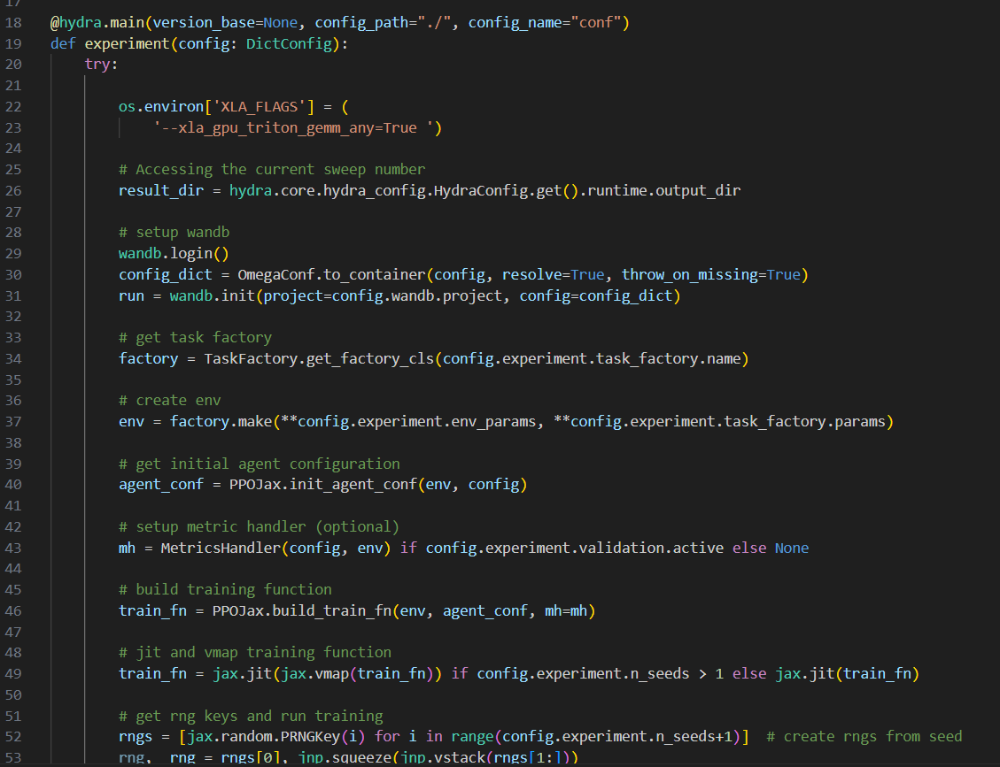 17
18 @hydra.main(version_base=None, config_path="./", config_name="conf")
19 def experiment(config: DictConfig):
20     try:
21
22         os.environ['XLA_FLAGS'] = (
23             '--xla_gpu_triton_gemm_any=True ')
24
25         # Accessing the current sweep number
26         result_dir = hydra.core.hydra_config.HydraConfig.get().runtime.output_dir
27
28         # setup wandb
29         wandb.login()
30         config_dict = OmegaConf.to_container(config, resolve=True, throw_on_missing=True)
31         run = wandb.init(project=config.wandb.project, config=config_dict)
32
33         # get task factory
34         factory = TaskFactory.get_factory_cls(config.experiment.task_factory.name)
35
36         # create env
37         env = factory.make(**config.experiment.env_params, **config.experiment.task_factory.params)
38
39         # get initial agent configuration
40         agent_conf = PPOJax.init_agent_conf(env, config)
41
42         # setup metric handler (optional)
43         mh = MetricsHandler(config, env) if config.experiment.validation.active else None
44
45         # build training function
46         train_fn = PPOJax.build_train_fn(env, agent_conf, mh=mh)
47
48         # jit and vmap training function
49         train_fn = jax.jit(jax.vmap(train_fn)) if config.experiment.n_seeds > 1 else jax.jit(train_fn)
50
51         # get rng keys and run training
52         rngs = [jax.random.PRNGKey(i) for i in range(config.experiment.n_seeds+1)]  # create rngs from seed
53         rng, _rng = rngs[0], jnp.squeeze(jnp.vstack(rngs[1:]))